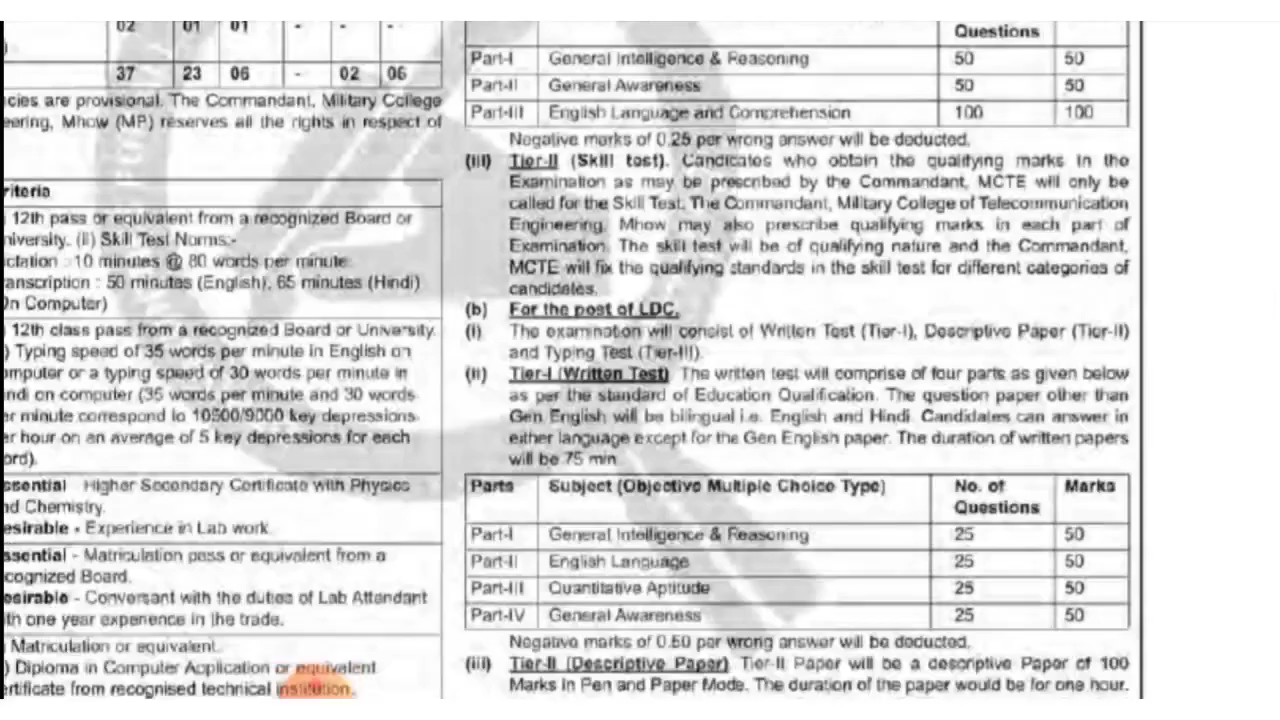 02 01 01 - - -
).
37 23 06 - 02 06
cies are provisional. The Commandant, Military College
eering, Mhow (MP) reserves all the rights in respect of
riteria
12th pass or equivalent from a recognized Board or
niversity. (ii) Skill Test Norms:-
ctation : 10 minutes @ 80 words per minute.
anscription : 50 minutes (English), 65 minutes (Hindi)
On Computer)
12th class pass from a recognized Board or University.
) Typing speed of 35 words per minute in English on
mputer or a typing speed of 30 words per minute in
ndi on computer (35 words per minute and 30 words
er minute correspond to 10500/9000 key depressions
er hour on an average of 5 key depressions for each
ord).
ssential - Higher Secondary Certificate with Physics
nd Chemistry.
esirable - Experience in Lab work.
ssential - Matriculation pass or equivalent from a
cognized Board.
esirable - Conversant with the duties of Lab Attendant
ith one year experience in the trade.
Matriculation or equivalent.
) Diploma in Computer Application or equivalent
ertificate from recognised technical institution.
Questions
Part-I General Intelligence & Reasoning 50 50
Part-II General Awareness 50 50
Part-III English Language and Comprehension 100 100
Negative marks of 0.25 per wrong answer will be deducted.
(iii) Tier-II (Skill test). Candidates who obtain the qualifying marks in the
Examination as may be prescribed by the Commandant, MCTE will only be
called for the Skill Test. The Commandant, Military College of Telecommunication
Engineering, Mhow may also prescribe qualifying marks in each part of
Examination. The skill test will be of qualifying nature and the Commandant,
MCTE will fix the qualifying standards in the skill test for different categories of
candidates.
(b) For the post of LDC.
(i) The examination will consist of Written Test (Tier-I), Descriptive Paper (Tier-II)
and Typing Test (Tier-III).
(ii) Tier-I (Written Test) The written test will comprise of four parts as given below
as per the standard of Education Qualification. The question paper other than
Gen English will be bilingual i.e. English and Hindi. Candidates can answer in
either language except for the Gen English paper. The duration of written papers
will be 75 min
Parts Subject (Objective Multiple Choice Type) No. of Marks
Questions
Part-I General Intelligence & Reasoning 25 50
Part-II English Language 25 50
Part-III Quantitative Aptitude 25 50
Part-IV General Awareness 25 50
Negative marks of 0.50 per wrong answer will be deducted.
(iii) Tier-II (Descriptive Paper) Tier-II Paper will be a descriptive Paper of 100
Marks in Pen and Paper Mode. The duration of the paper would be for one hour.